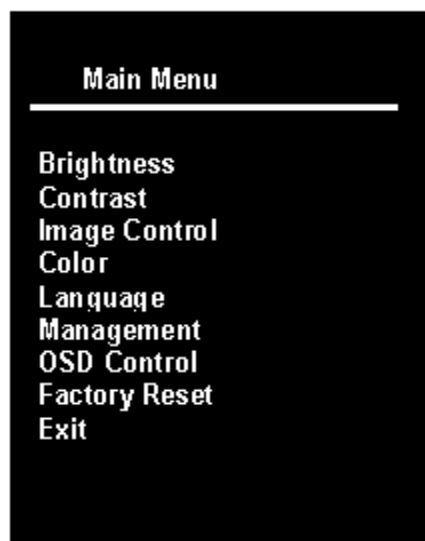 Main Menu
Brightness
Contrast
Image Control
Color
Language
Management
OSD Control
Factory Reset
Exit